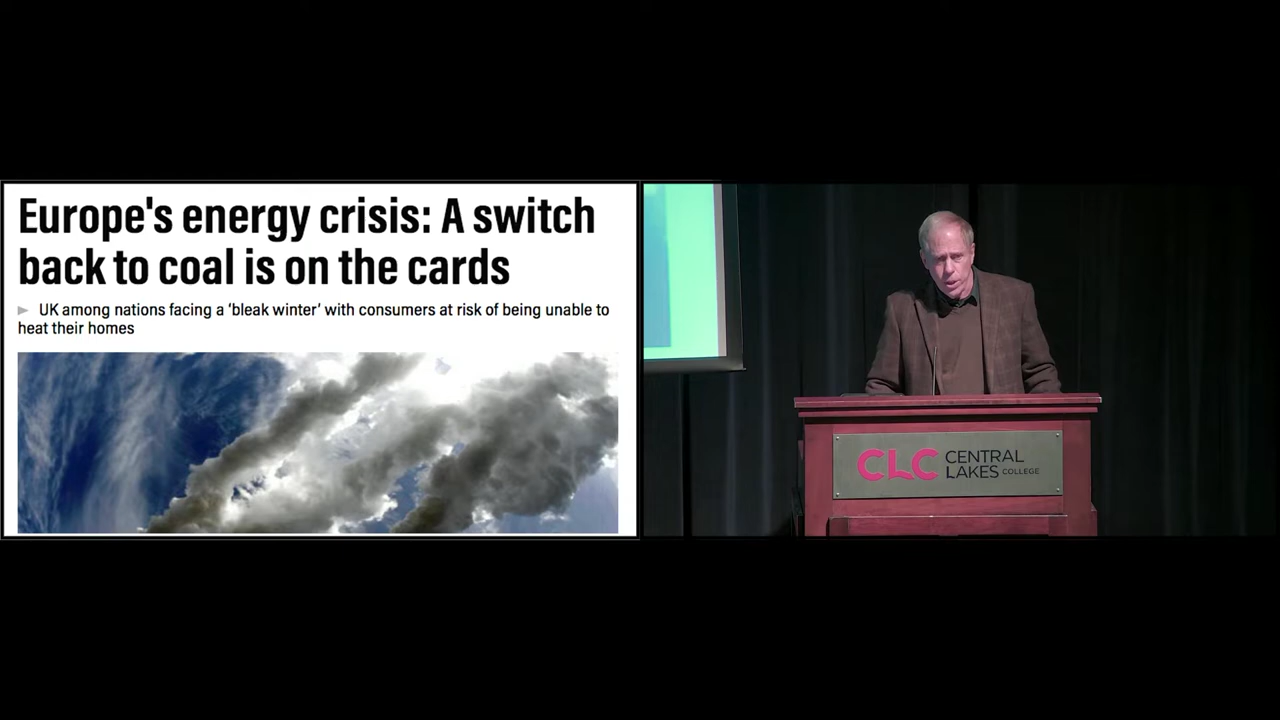 Europe's energy crisis: A switch
back to coal is on the cards
► UK among nations facing a ‘bleak winter’ with consumers at risk of being unable to
heat their homes
CLC CENTRAL
LAKES COLLEGE